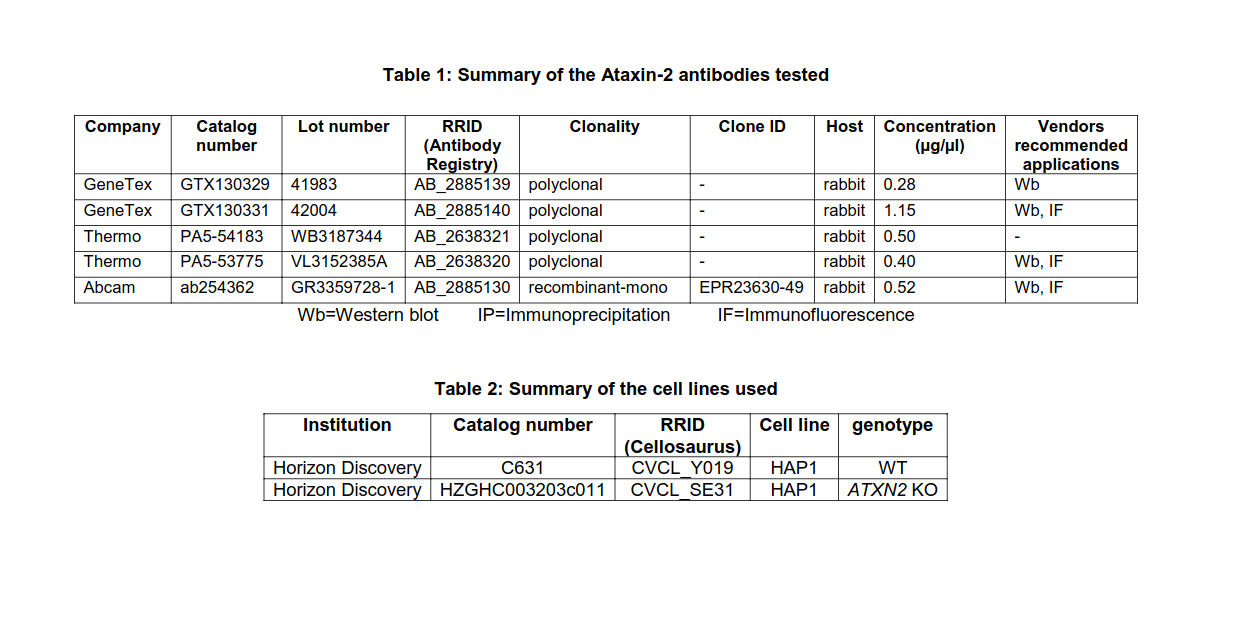 Table 1: Summary of the Ataxin-2 antibodies tested
Company Catalog number Lot number RRID (Antibody Registry) Clonality Clone ID Host Concentration (µg/µl) Vendors recommended applications
GeneTex GTX130329 41983 AB_2885139 polyclonal - rabbit 0.28 Wb
GeneTex GTX130331 42004 AB_2885140 polyclonal - rabbit 1.15 Wb, IF
Thermo PA5-54183 WB3187344 AB_2638321 polyclonal - rabbit 0.50 -
Thermo PA5-53775 VL3152385A AB_2638320 polyclonal - rabbit 0.40 Wb, IF
Abcam ab254362 GR3359728-1 AB_2885130 recombinant-mono EPR23630-49 rabbit 0.52 Wb, IF
Wb=Western blot IP=Immunoprecipitation IF=Immunofluorescence
Table 2: Summary of the cell lines used
Institution Catalog number RRID (Cellosaurus) Cell line genotype
Horizon Discovery C631 CVCL_Y019 HAP1 WT
Horizon Discovery HZGHC003203c011 CVCL_SE31 HAP1 ATXN2 KO